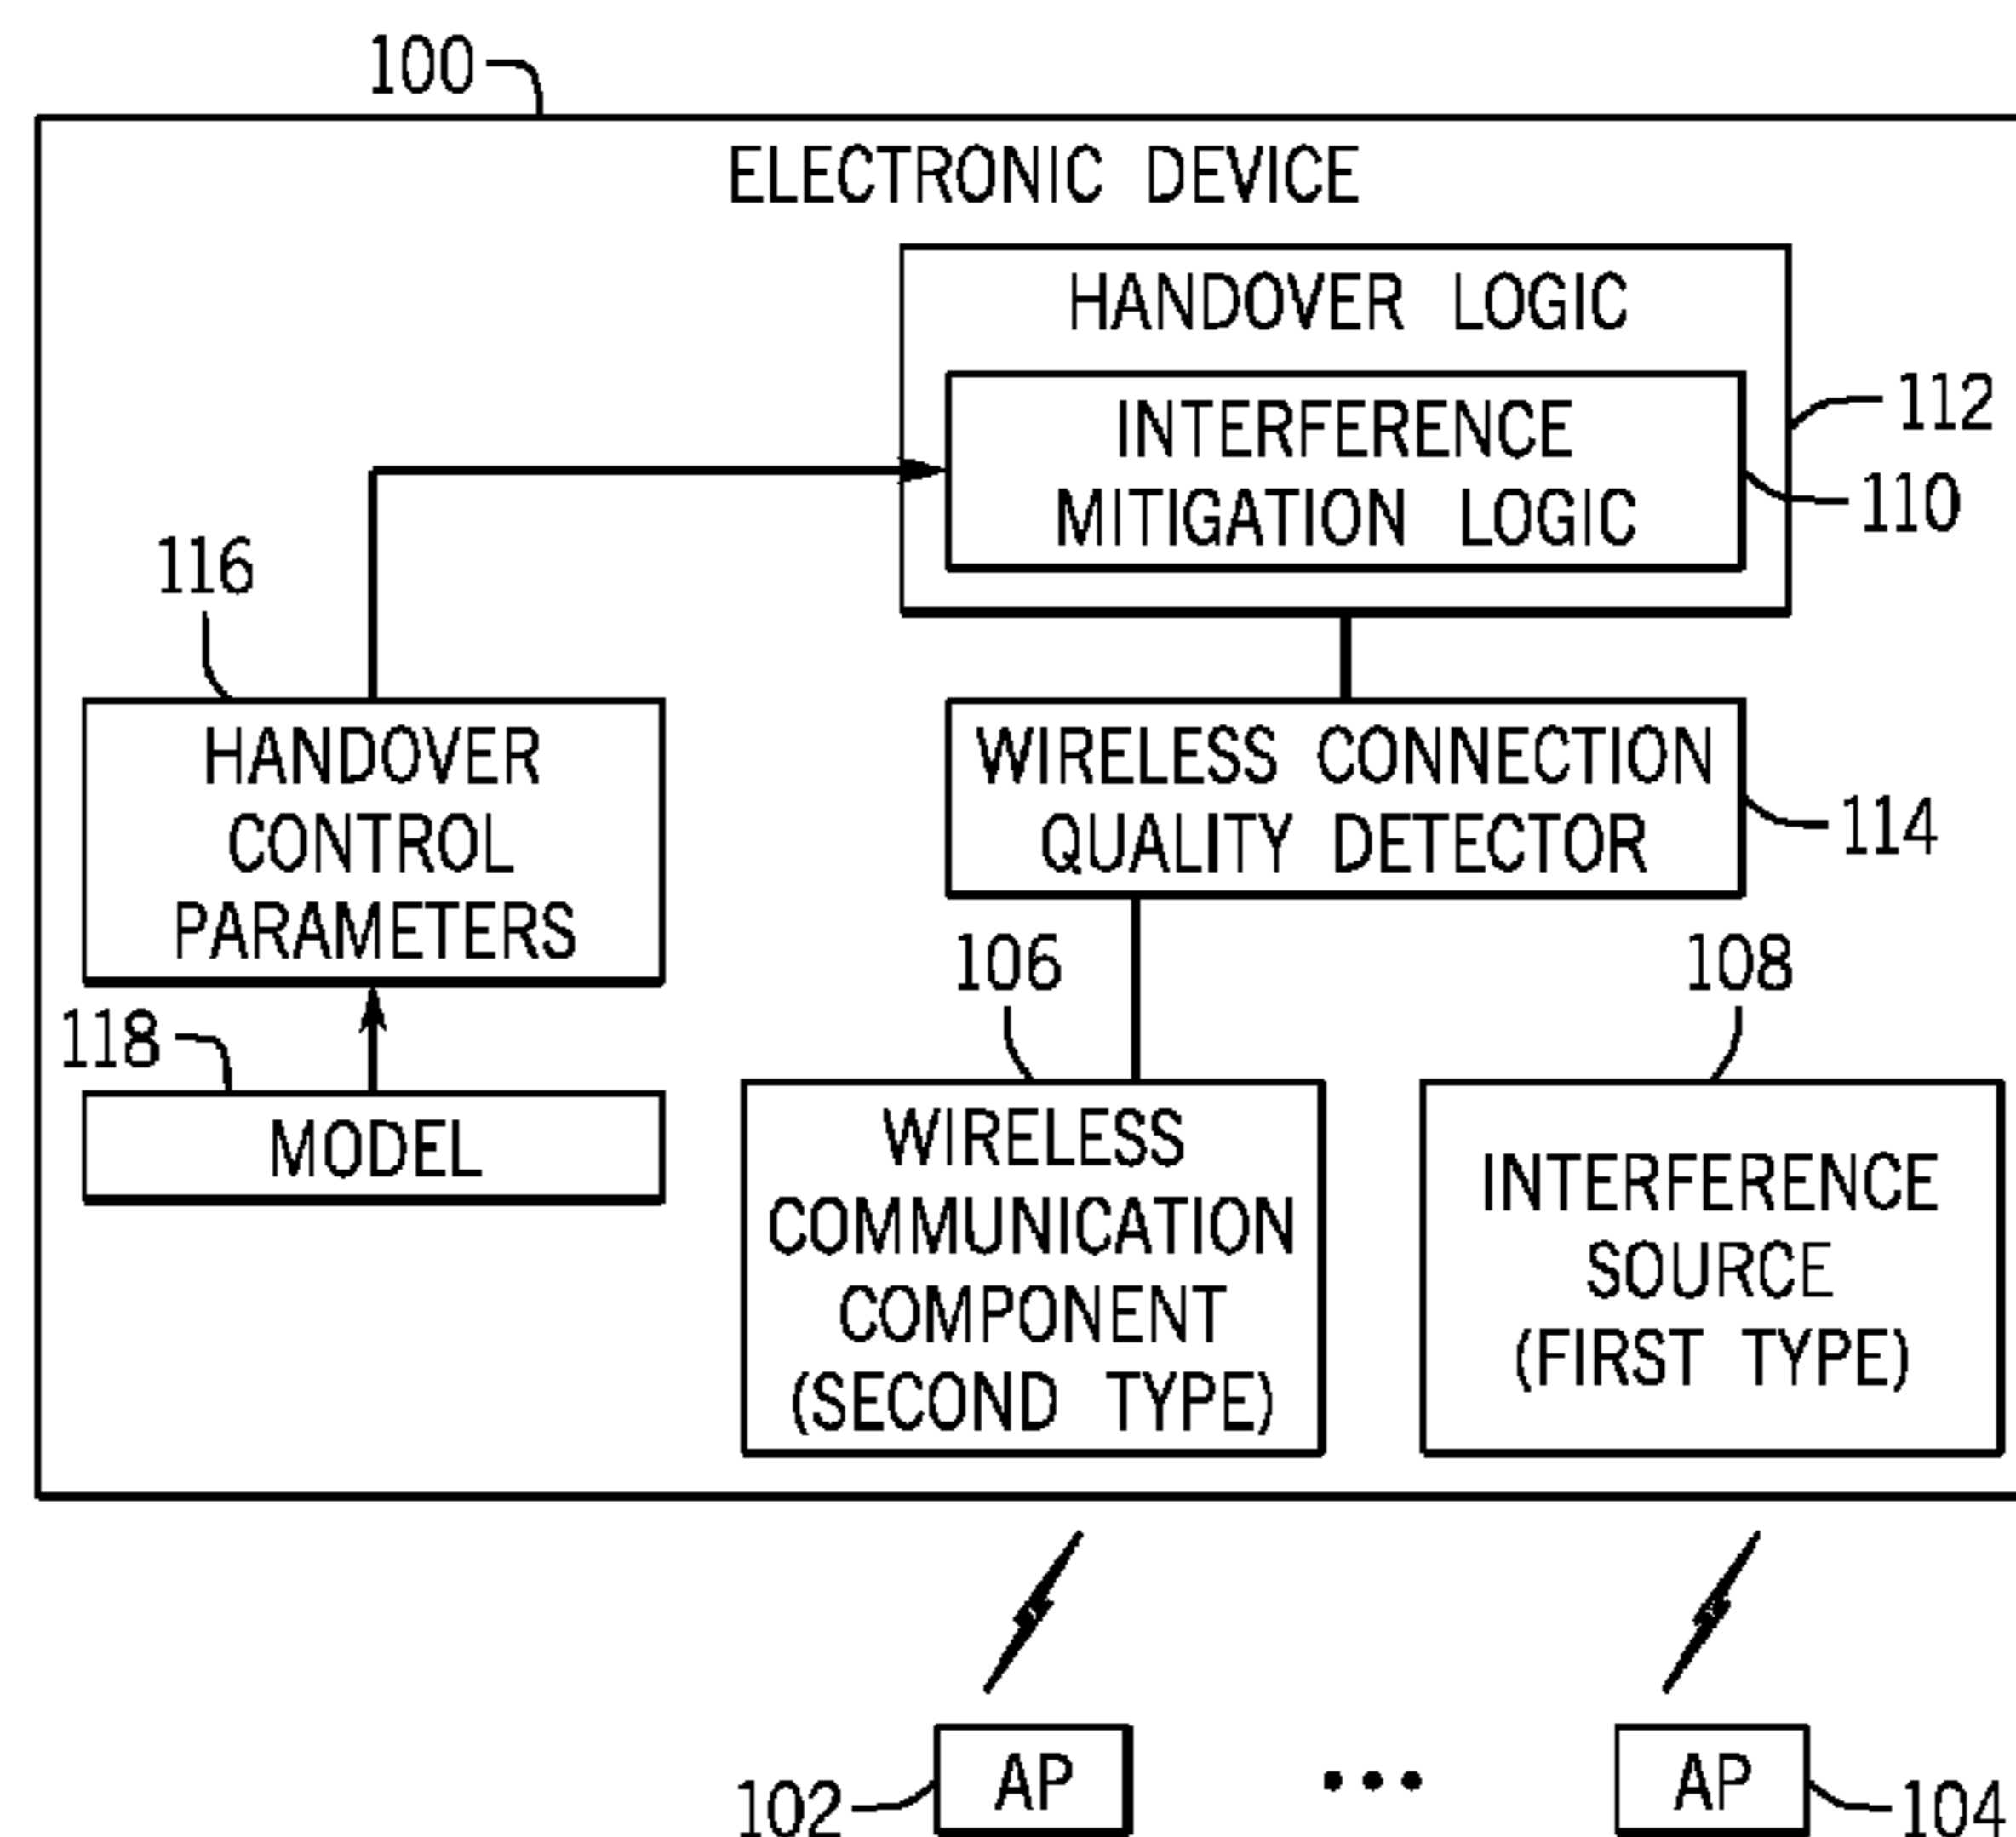 100
ELECTRONIC DEVICE
HANDOVER LOGIC
INTERFERENCE
MITIGATION LOGIC
112
110
116
HANDOVER
CONTROL
PARAMETERS
WIRELESS CONNECTION
QUALITY DETECTOR
114
106
108
118
MODEL
WIRELESS
COMMUNICATION
COMPONENT
(SECOND TYPE)
INTERFERENCE
SOURCE
(FIRST TYPE)
102
AP
•••
AP
104